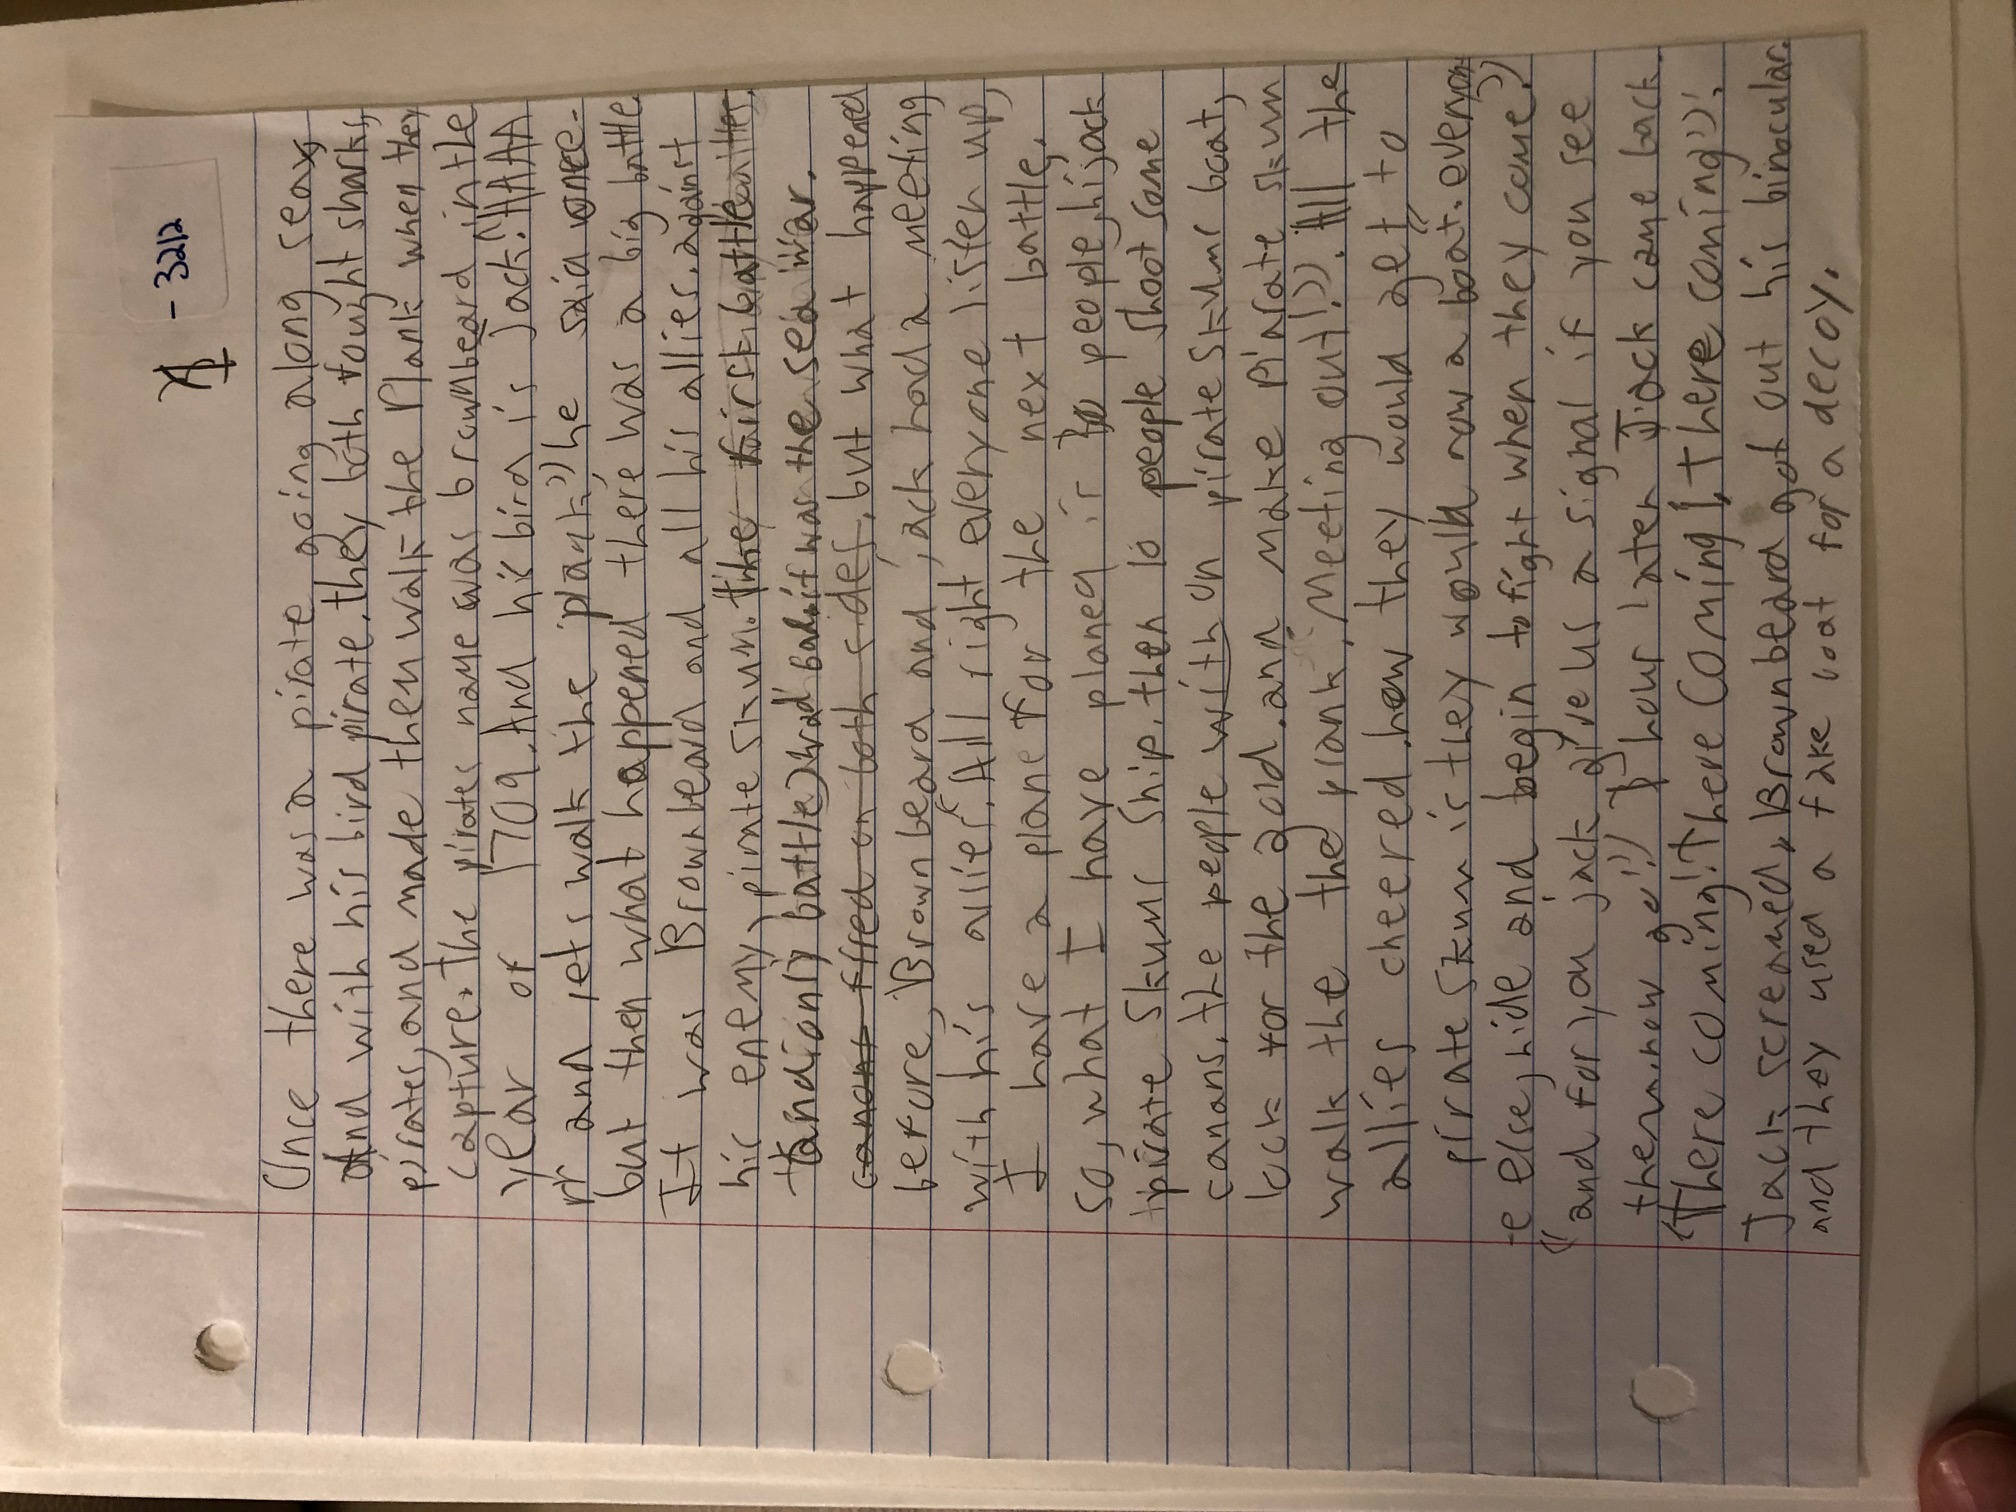 - 3212
Once there was a pirate, going along seas,
And with his bird pirate. they both fought sharks,
pirates, and made them walk the Plank when they
capture. The pirates name was brownbeard in the
year of 1709. And his bird is Jack. "HAAA
rr and lets walk the plank," he said once.
but then what happened there was a big battle
It was Brownbeard and all his allies. against
his enemy, pirate skum. The first battle
(and only battle) was bad. it was the sea war.
canons fired on both sides, but what happened
before, Brownbeard and jack had a meeting
with his allies. "All right everyone listen up,
I have a plane for the next battle.
so, what I have planed is 10 people, hijack
pirate skums ship. then 10 people shoot some
canans. the people with on pirate skums boat,
look for the gold. and make Piarate skum
walk the the plank. Meeting out!". All the
allies cheered. how they would get to
pirate skum is they would row a boat. "everyon-
e else, hide and begin to fight when they come."
"and for you jack give us a signal if you see
them. now go!" 1 hour later Jack came back.
"There coming! There coming! There coming"!
Jack screamed, Brownbeard got out his binocular.
and they used a fake boat for a decoy.